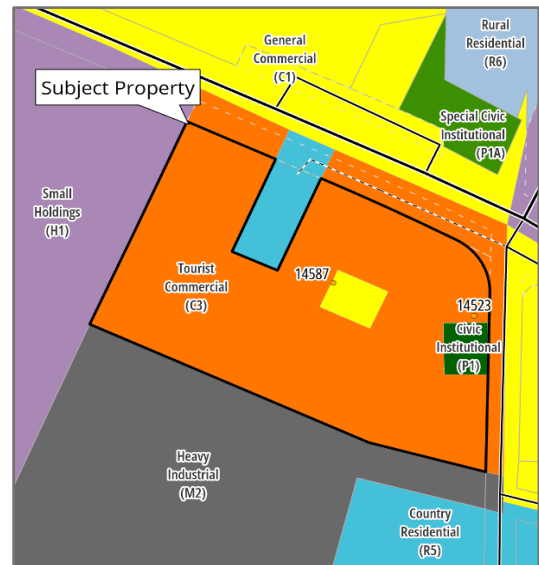 General
Commercial
(C1)
Rural
Residential
(R6)
Subject Property
Special Civic
Institutional
(P1A)
Small
Holdings
(H1)
Tourist
Commercial
(C3)
14587
14523
Civic
Institutional
(P1)
Heavy
Industrial
(M2)
Country
Residential
(R5)